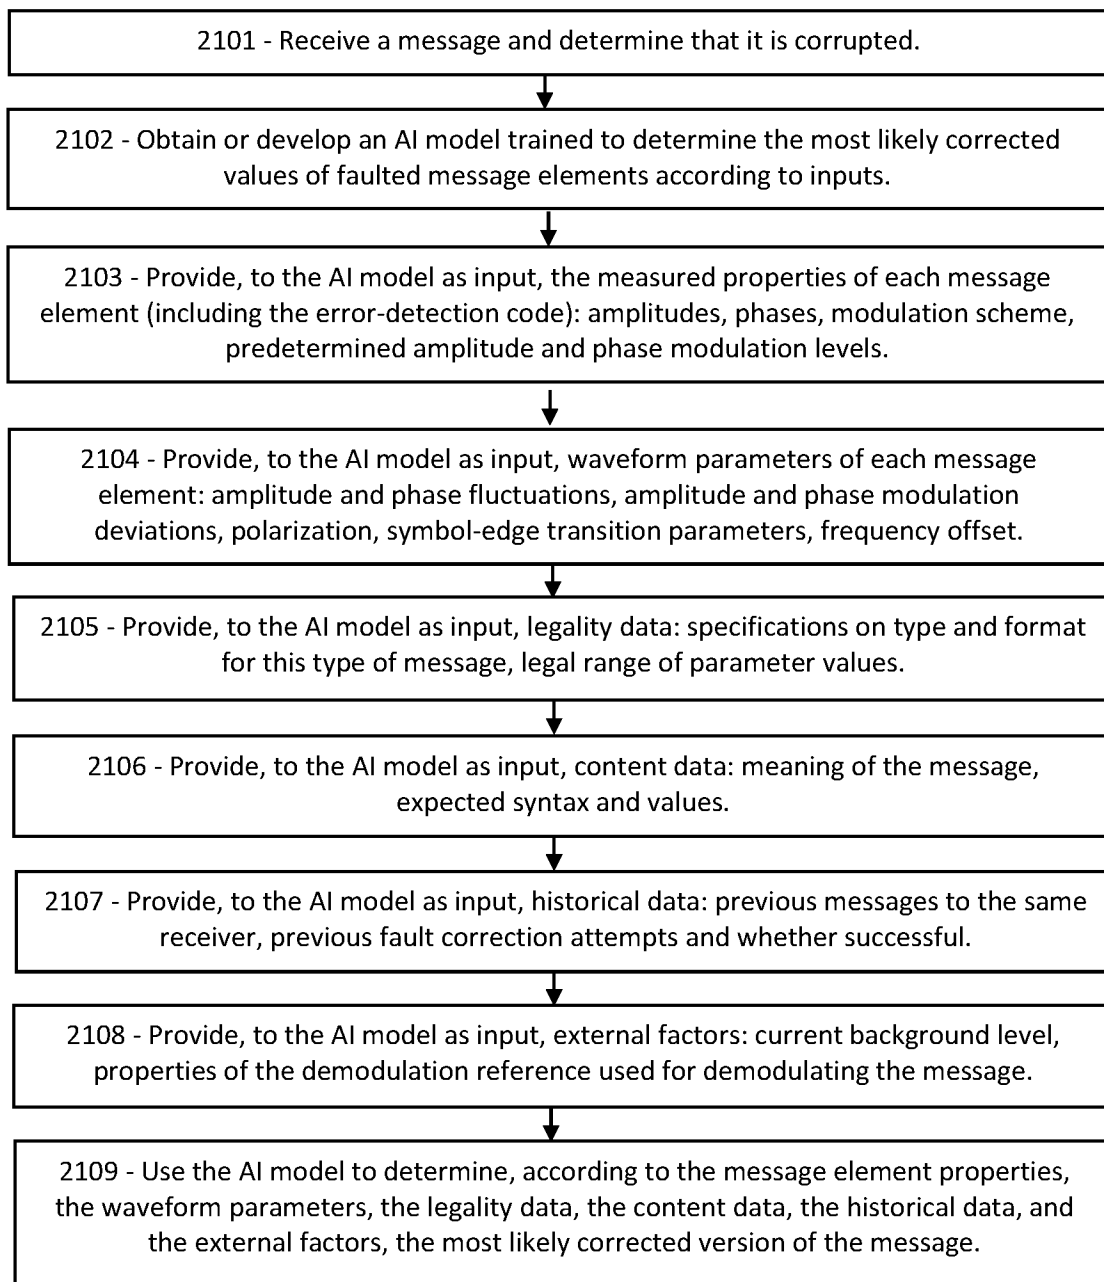 2101 - Receive a message and determine that it is corrupted.
2102 - Obtain or develop an AI model trained to determine the most likely corrected
values of faulted message elements according to inputs.
2103 - Provide, to the AI model as input, the measured properties of each message
element (including the error-detection code): amplitudes, phases, modulation scheme,
predetermined amplitude and phase modulation levels.
2104 - Provide, to the AI model as input, waveform parameters of each message
element: amplitude and phase fluctuations, amplitude and phase modulation
deviations, polarization, symbol-edge transition parameters, frequency offset.
2105 - Provide, to the AI model as input, legality data: specifications on type and format
for this type of message, legal range of parameter values.
2106 - Provide, to the AI model as input, content data: meaning of the message,
expected syntax and values.
2107 - Provide, to the AI model as input, historical data: previous messages to the same
receiver, previous fault correction attempts and whether successful.
2108 - Provide, to the AI model as input, external factors: current background level,
properties of the demodulation reference used for demodulating the message.
2109 - Use the AI model to determine, according to the message element properties,
the waveform parameters, the legality data, the content data, the historical data, and
the external factors, the most likely corrected version of the message.